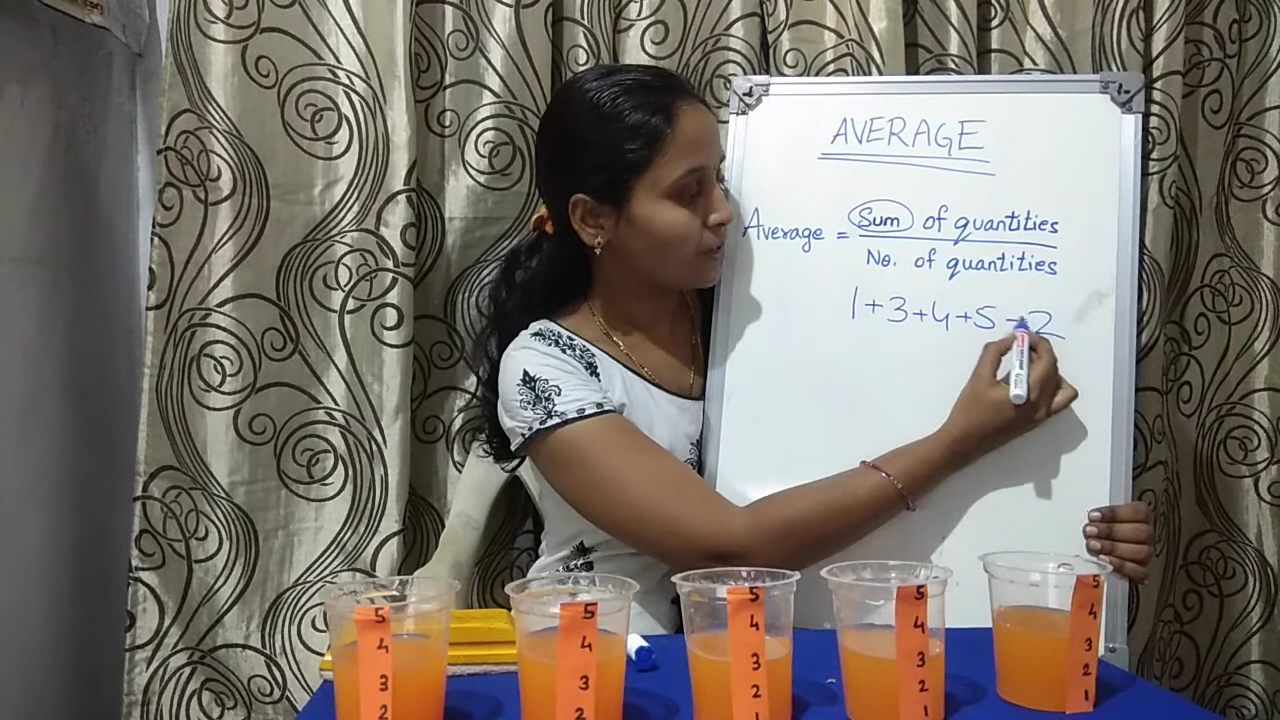 AVERAGE
Average = Sum of quantities
No. of quantities
1+3+4+5+2
5 4 3 2
5 4 3 2
5 4 3 2 1
5 4 3 2 1
5 4 3 2 1